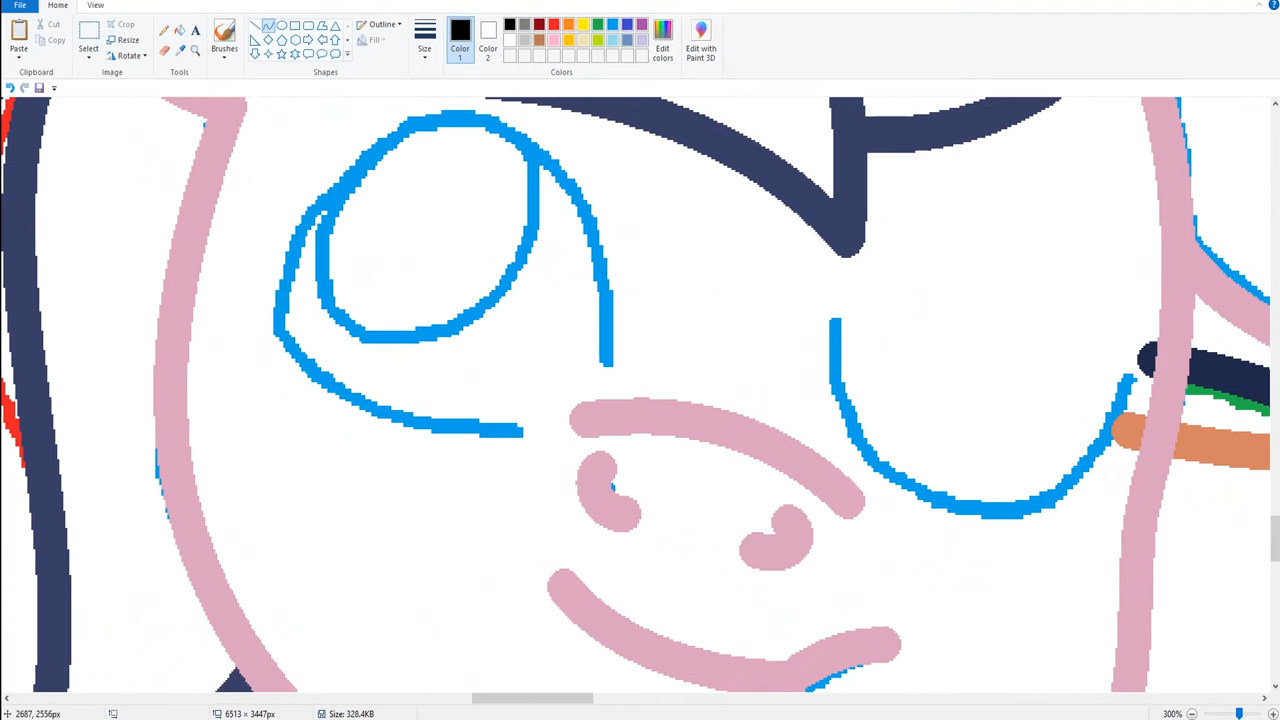 File Home View
Paste
Cut
Copy
Clipboard
Select
Crop
Resize
Rotate
Image
A
Tools
Brushes
Shapes
Outline
Fill
Size
Color
1
Color
2
Colors
Edit
colors
Edit with
Paint 3D
2687, 2556px 6513 × 3447px Size: 328.4KB 300%